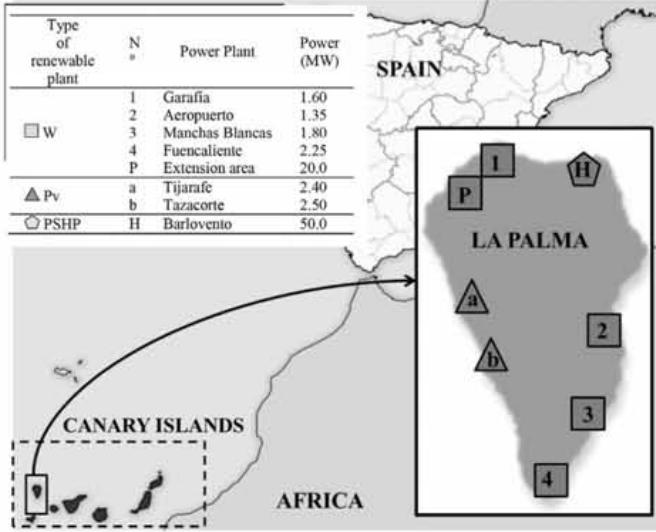 Type
of
renewable
plant
N
º
Power Plant
Power
(MW)
W
1 Garafía 1.60
2 Aeropuerto 1.35
3 Manchas Blancas 1.80
4 Fuencaliente 2.25
P Extension area 20.0
Pv
a Tijarafe 2.40
b Tazacorte 2.50
PSHP H Barlovento 50.0
SPAIN
1
H
P
LA PALMA
a
2
b
3
4
CANARY ISLANDS
AFRICA